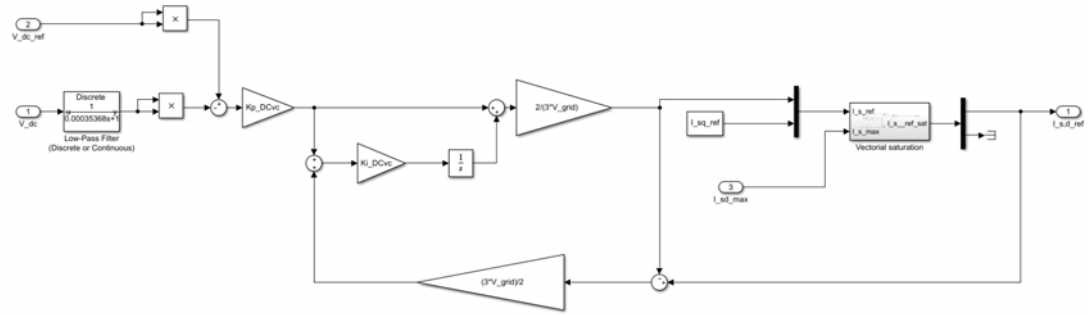 2
V_dc_ref
×
1
V_dc
Discrete
1
0.00035368s+1
Low-Pass Filter
(Discrete or Continuous)
×
Kp_DCvc
Ki_DCvc
1
s
2/(3*V_grid)
I_sq_ref
3
I_sd_max
I_s_ref
I_s_max
I_s__ref_sat
Vectorial saturation
1
I_s,d_ref
(3*V_grid)/2